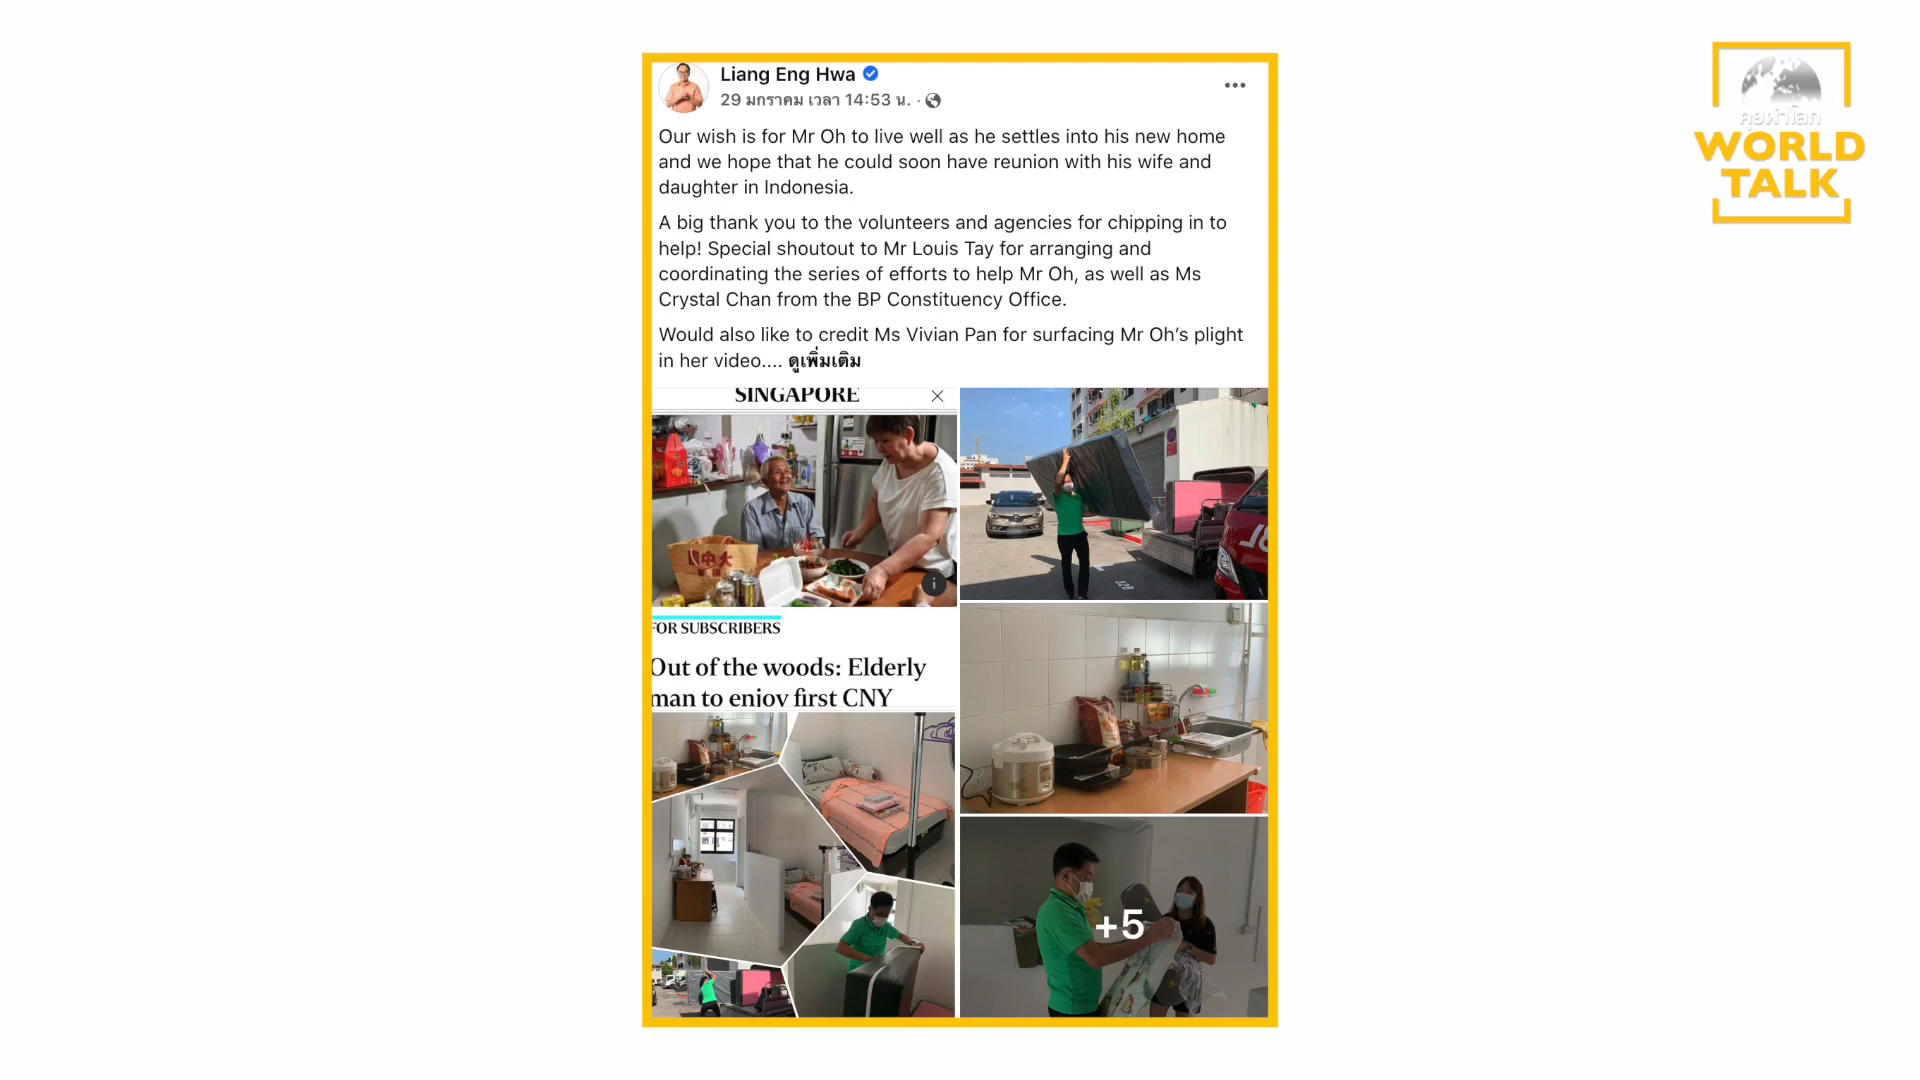 Liang Eng Hwa
29 มกราคม เวลา 14:53 น. ·
Our wish is for Mr Oh to live well as he settles into his new home
and we hope that he could soon have reunion with his wife and
daughter in Indonesia.
A big thank you to the volunteers and agencies for chipping in to
help! Special shoutout to Mr Louis Tay for arranging and
coordinating the series of efforts to help Mr Oh, as well as Ms
Crystal Chan from the BP Constituency Office.
Would also like to credit Ms Vivian Pan for surfacing Mr Oh's plight
in her video.... ดูเพิ่มเติม
SINGAPORE
FOR SUBSCRIBERS
Out of the woods: Elderly
man to enjoy first CNY
+5
คุยผ่าโลก
WORLD
TALK